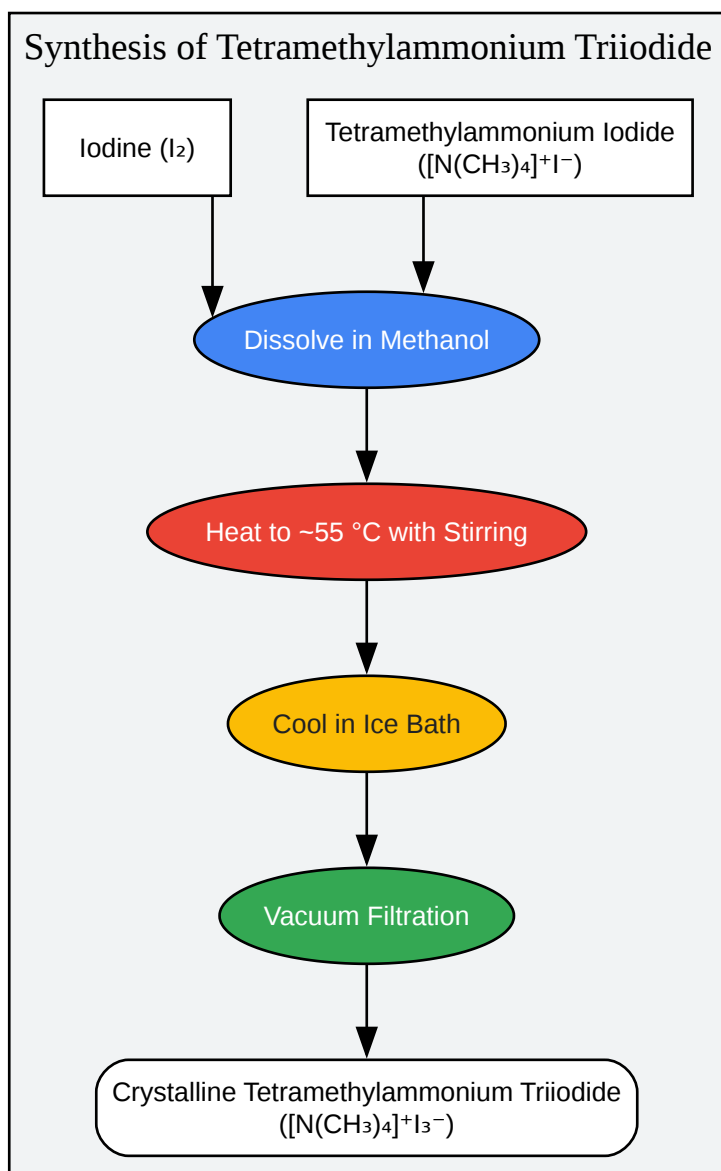 Synthesis of Tetramethylammonium Triiodide
Iodine (I₂)
Tetramethylammonium Iodide
([N(CH₃)₄]⁺I⁻)
Dissolve in Methanol
Heat to ~55 °C with Stirring
Cool in Ice Bath
Vacuum Filtration
Crystalline Tetramethylammonium Triiodide
([N(CH₃)₄]⁺I₃⁻)